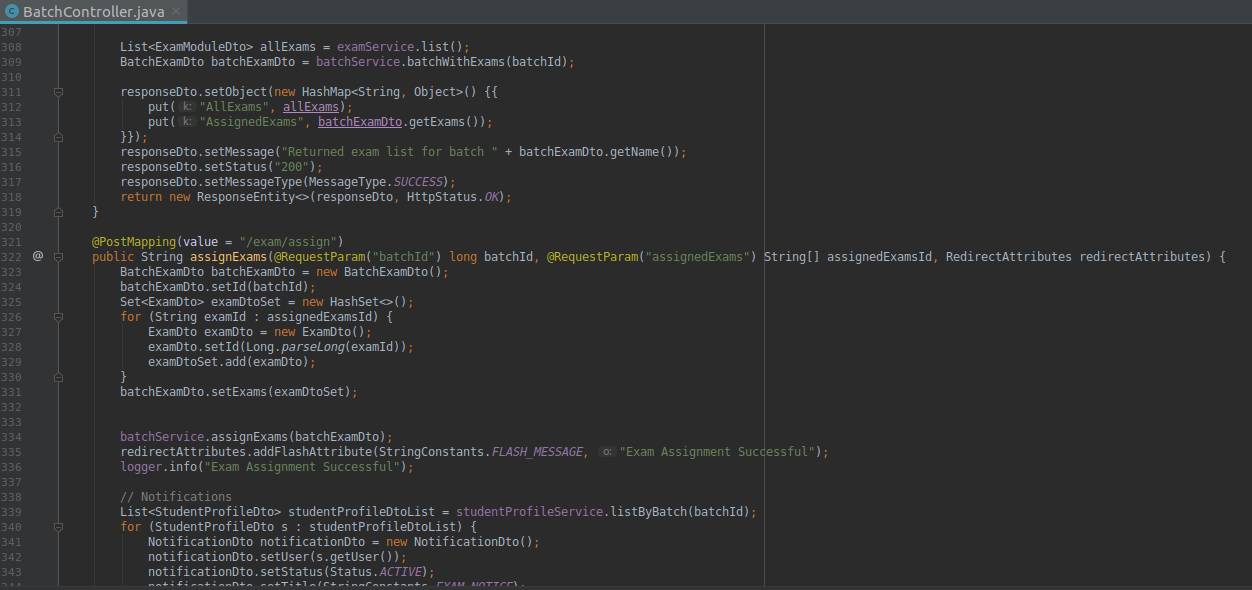 BatchController.java
307
308 List<ExamModuleDto> allExams = examService.list();
309 BatchExamDto batchExamDto = batchService.batchWithExams(batchId);
310
311 responseDto.setObject(new HashMap<String, Object>() {{
312 put( k: "AllExams", allExams);
313 put( k: "AssignedExams", batchExamDto.getExams());
314 }});
315 responseDto.setMessage("Returned exam list for batch " + batchExamDto.getName());
316 responseDto.setStatus("200");
317 responseDto.setMessageType(MessageType.SUCCESS);
318 return new ResponseEntity<>(responseDto, HttpStatus.OK);
319 }
320
321 @PostMapping(value = "/exam/assign")
322 @ public String assignExams(@RequestParam("batchId") long batchId, @RequestParam("assignedExams") String[] assignedExamsId, RedirectAttributes redirectAttributes) {
323 BatchExamDto batchExamDto = new BatchExamDto();
324 batchExamDto.setId(batchId);
325 Set<ExamDto> examDtoSet = new HashSet<>();
326 for (String examId : assignedExamsId) {
327 ExamDto examDto = new ExamDto();
328 examDto.setId(Long.parseLong(examId));
329 examDtoSet.add(examDto);
330 }
331 batchExamDto.setExams(examDtoSet);
332
333
334 batchService.assignExams(batchExamDto);
335 redirectAttributes.addFlashAttribute(StringConstants.FLASH_MESSAGE, o: "Exam Assignment Successful");
336 logger.info("Exam Assignment Successful");
337
338 // Notifications
339 List<StudentProfileDto> studentProfileDtoList = studentProfileService.listByBatch(batchId);
340 for (StudentProfileDto s : studentProfileDtoList) {
341 NotificationDto notificationDto = new NotificationDto();
342 notificationDto.setUser(s.getUser());
343 notificationDto.setStatus(Status.ACTIVE);
344 notificationDto.setTitle(StringConstants.EXAM_NOTICE);